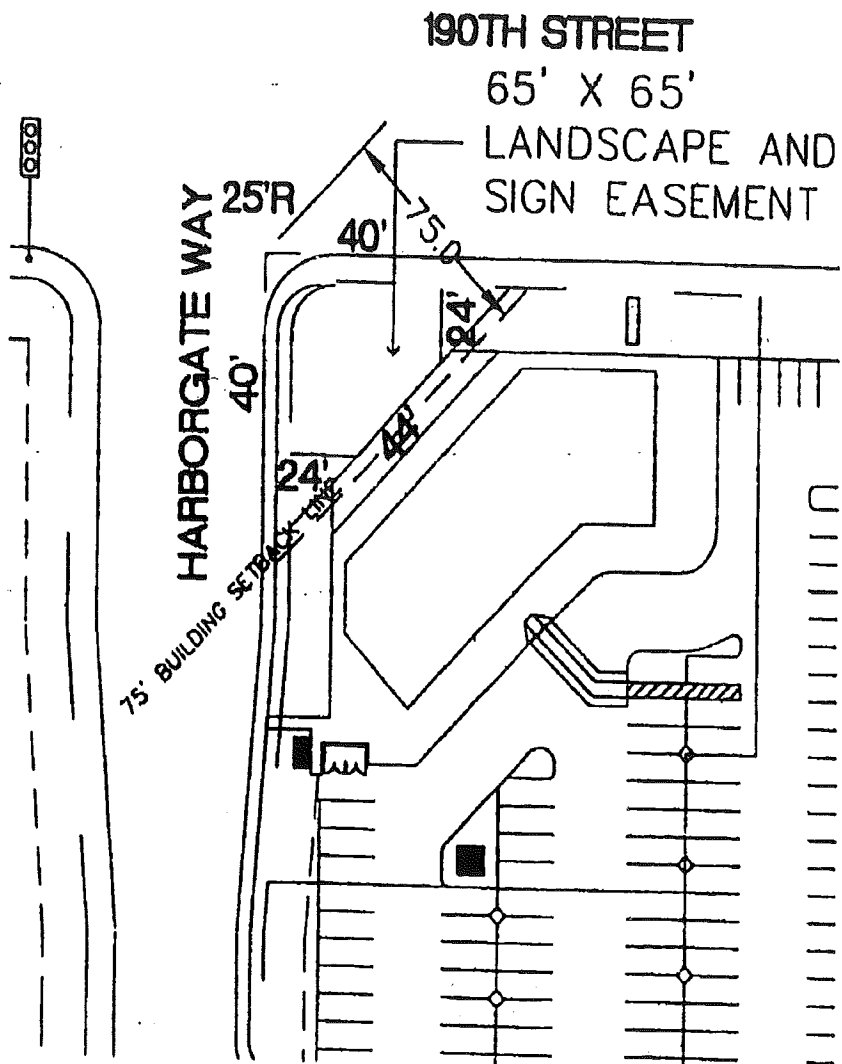 190TH STREET
65' X 65'
LANDSCAPE AND
SIGN EASEMENT
HARBORGATE WAY
25'R
40'
75.0
24'
40'
44'
24'
75' BUILDING SETBACK LINE